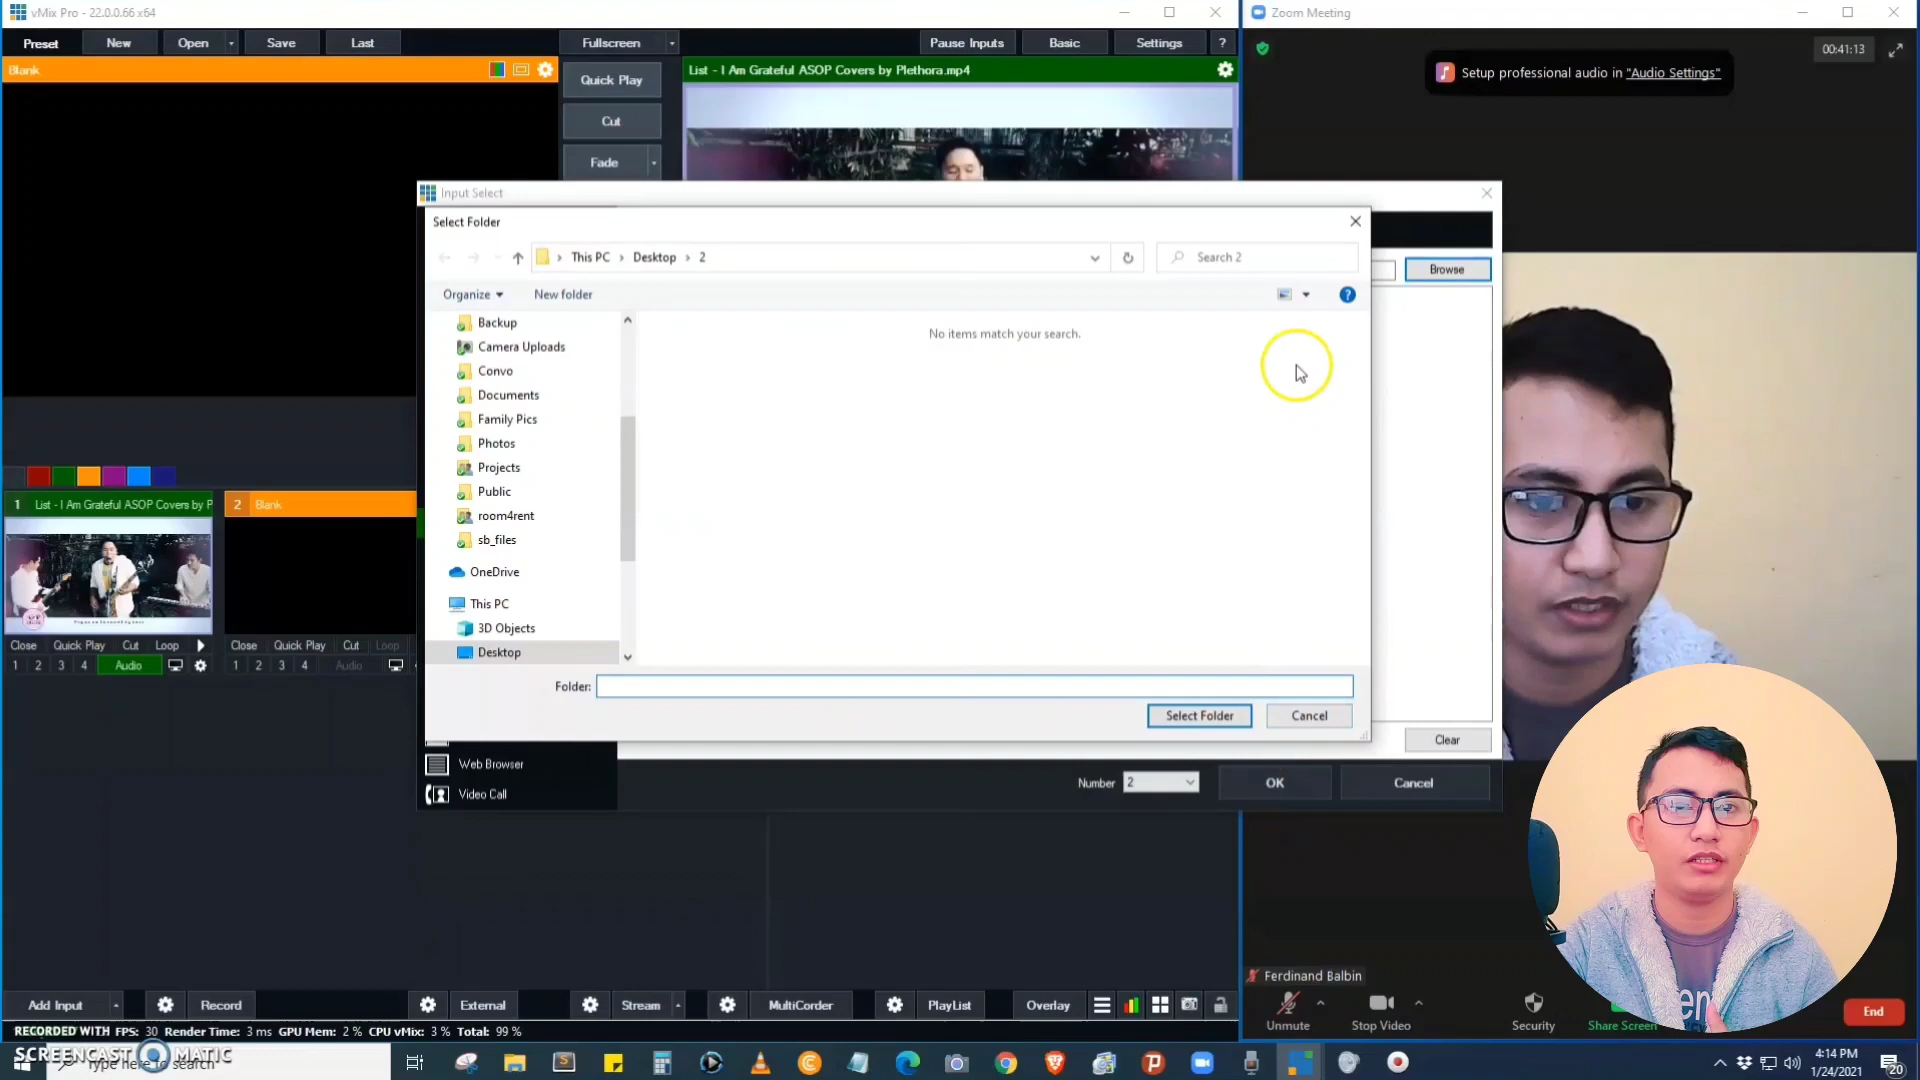 vMix Pro - 22.0.0.66 x64
Zoom Meeting
Preset New Open Save Last Fullscreen Pause Inputs Basic Settings ?
00:41:13
Setup professional audio in "Audio Settings"
Blank
Quick Play
List - I Am Grateful ASOP Covers by Plethora.mp4
Cut
Fade
Input Select
Select Folder
This PC > Desktop > 2
Search 2
Browse
Organize New folder
Backup
No items match your search.
Camera Uploads
Convo
Documents
Family Pics
Photos
Projects
Public
room4rent
sb_files
OneDrive
This PC
3D Objects
Desktop
1 List - I Am Grateful ASOP Covers by P
2 Blank
Close Quick Play Cut Loop
Close Quick Play Cut Loop
1 2 3 4 Audio
1 2 3 4 Audio
Folder:
Select Folder Cancel
Clear
Web Browser
Video Call
Number 2 OK Cancel
Ferdinand Balbin
Add Input Record External Stream MultiCorder PlayList Overlay
Unmute Stop Video Security Share Screen End
RECORDED WITH FPS: 30 Render Time: 3 ms GPU Mem: 2 % CPU vMix: 3 % Total: 99 %
SCREENCAST MATIC
Type here to search
4:14 PM
1/24/2021
20